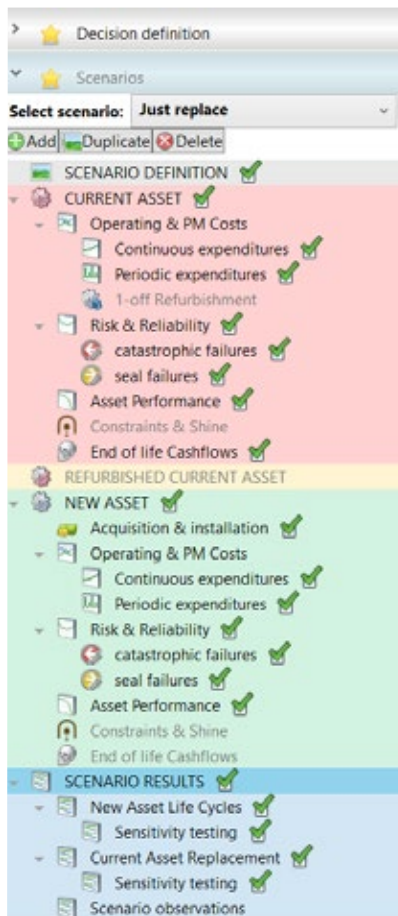 Decision definition
Scenarios
Select scenario: Just replace
Add Duplicate Delete
SCENARIO DEFINITION
CURRENT ASSET
Operating & PM Costs
Continuous expenditures
Periodic expenditures
1-off Refurbishment
Risk & Reliability
catastrophic failures
seal failures
Asset Performance
Constraints & Shine
End of life Cashflows
REFURBISHED CURRENT ASSET
NEW ASSET
Acquisition & installation
Operating & PM Costs
Continuous expenditures
Periodic expenditures
Risk & Reliability
catastrophic failures
seal failures
Asset Performance
Constraints & Shine
End of life Cashflows
SCENARIO RESULTS
New Asset Life Cycles
Sensitivity testing
Current Asset Replacement
Sensitivity testing
Scenario observations